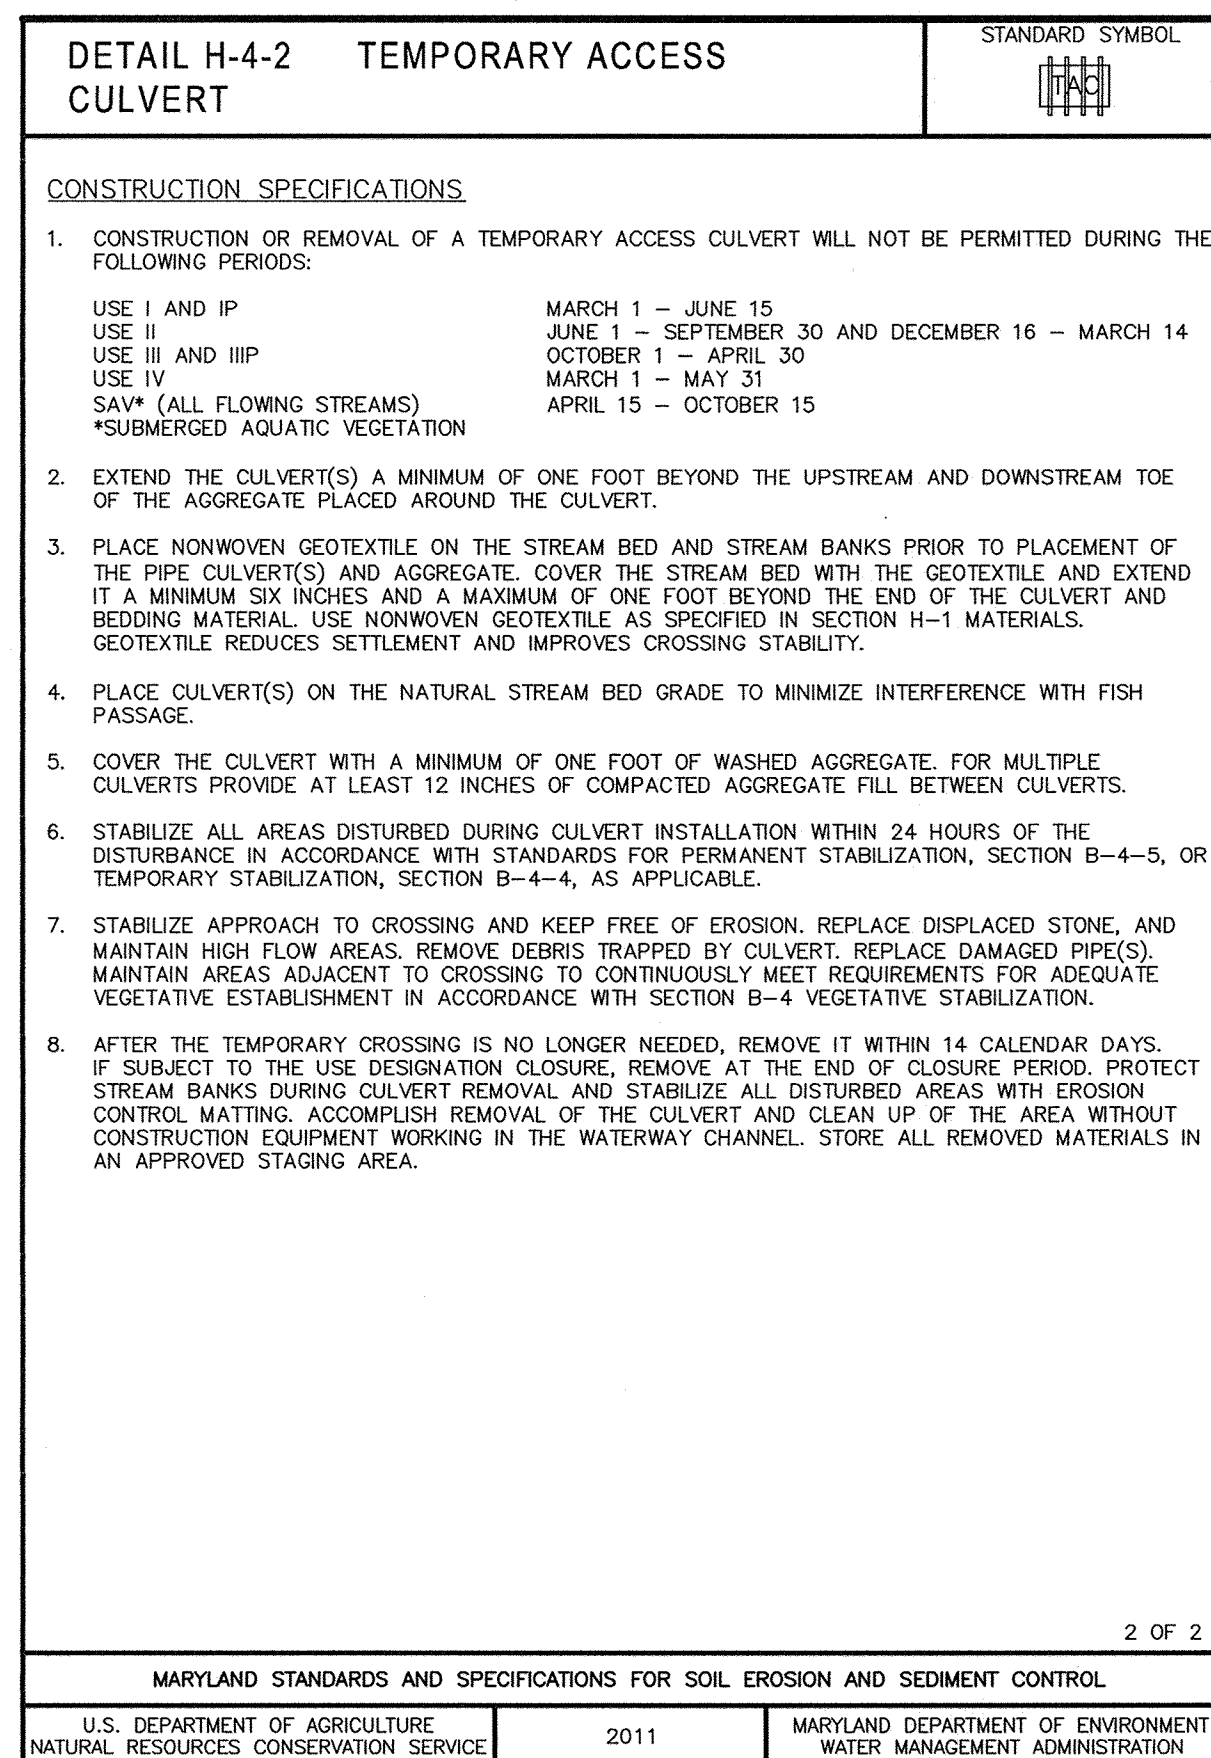 DETAIL H-4-2 TEMPORARY ACCESS
CULVERT
STANDARD SYMBOL
TAC
CONSTRUCTION SPECIFICATIONS
1. CONSTRUCTION OR REMOVAL OF A TEMPORARY ACCESS CULVERT WILL NOT BE PERMITTED DURING THE
FOLLOWING PERIODS:
USE I AND IP MARCH 1 – JUNE 15
USE II JUNE 1 – SEPTEMBER 30 AND DECEMBER 16 – MARCH 14
USE III AND IIIP OCTOBER 1 – APRIL 30
USE IV MARCH 1 – MAY 31
SAV* (ALL FLOWING STREAMS) APRIL 15 – OCTOBER 15
*SUBMERGED AQUATIC VEGETATION
2. EXTEND THE CULVERT(S) A MINIMUM OF ONE FOOT BEYOND THE UPSTREAM AND DOWNSTREAM TOE
OF THE AGGREGATE PLACED AROUND THE CULVERT.
3. PLACE NONWOVEN GEOTEXTILE ON THE STREAM BED AND STREAM BANKS PRIOR TO PLACEMENT OF
THE PIPE CULVERT(S) AND AGGREGATE. COVER THE STREAM BED WITH THE GEOTEXTILE AND EXTEND
IT A MINIMUM SIX INCHES AND A MAXIMUM OF ONE FOOT BEYOND THE END OF THE CULVERT AND
BEDDING MATERIAL. USE NONWOVEN GEOTEXTILE AS SPECIFIED IN SECTION H–1 MATERIALS.
GEOTEXTILE REDUCES SETTLEMENT AND IMPROVES CROSSING STABILITY.
4. PLACE CULVERT(S) ON THE NATURAL STREAM BED GRADE TO MINIMIZE INTERFERENCE WITH FISH
PASSAGE.
5. COVER THE CULVERT WITH A MINIMUM OF ONE FOOT OF WASHED AGGREGATE. FOR MULTIPLE
CULVERTS PROVIDE AT LEAST 12 INCHES OF COMPACTED AGGREGATE FILL BETWEEN CULVERTS.
6. STABILIZE ALL AREAS DISTURBED DURING CULVERT INSTALLATION WITHIN 24 HOURS OF THE
DISTURBANCE IN ACCORDANCE WITH STANDARDS FOR PERMANENT STABILIZATION, SECTION B–4–5, OR
TEMPORARY STABILIZATION, SECTION B–4–4, AS APPLICABLE.
7. STABILIZE APPROACH TO CROSSING AND KEEP FREE OF EROSION. REPLACE DISPLACED STONE, AND
MAINTAIN HIGH FLOW AREAS. REMOVE DEBRIS TRAPPED BY CULVERT. REPLACE DAMAGED PIPE(S).
MAINTAIN AREAS ADJACENT TO CROSSING TO CONTINUOUSLY MEET REQUIREMENTS FOR ADEQUATE
VEGETATIVE ESTABLISHMENT IN ACCORDANCE WITH SECTION B–4 VEGETATIVE STABILIZATION.
8. AFTER THE TEMPORARY CROSSING IS NO LONGER NEEDED, REMOVE IT WITHIN 14 CALENDAR DAYS.
IF SUBJECT TO THE USE DESIGNATION CLOSURE, REMOVE AT THE END OF CLOSURE PERIOD. PROTECT
STREAM BANKS DURING CULVERT REMOVAL AND STABILIZE ALL DISTURBED AREAS WITH EROSION
CONTROL MATTING. ACCOMPLISH REMOVAL OF THE CULVERT AND CLEAN UP OF THE AREA WITHOUT
CONSTRUCTION EQUIPMENT WORKING IN THE WATERWAY CHANNEL. STORE ALL REMOVED MATERIALS IN
AN APPROVED STAGING AREA.
2 OF 2
MARYLAND STANDARDS AND SPECIFICATIONS FOR SOIL EROSION AND SEDIMENT CONTROL
U.S. DEPARTMENT OF AGRICULTURE
NATURAL RESOURCES CONSERVATION SERVICE
2011
MARYLAND DEPARTMENT OF ENVIRONMENT
WATER MANAGEMENT ADMINISTRATION